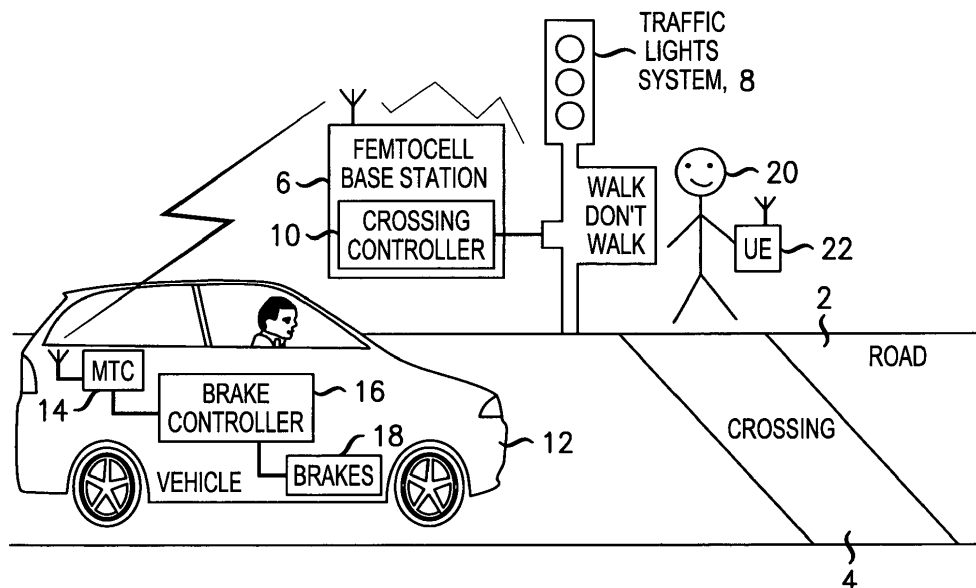 TRAFFIC
LIGHTS
SYSTEM, 8
FEMTOCELL
BASE STATION
6
CROSSING
CONTROLLER
10
WALK
DON'T
WALK
20
UE
22
2
ROAD
MTC
14
BRAKE
CONTROLLER
16
18
BRAKES
VEHICLE
12
CROSSING
4